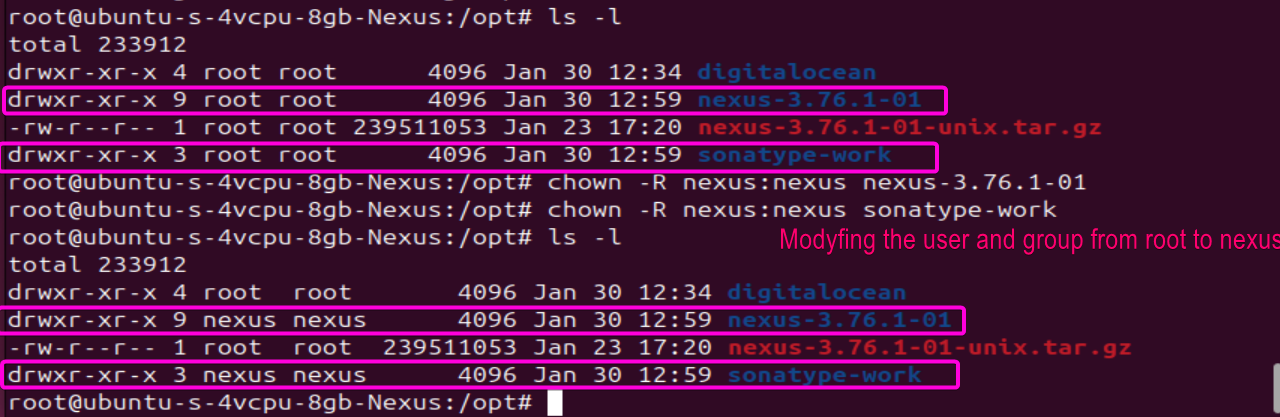 root@ubuntu-s-4vcpu-8gb-Nexus:/opt# ls -l
total 233912
drwxr-xr-x 4 root root      4096 Jan 30 12:34 digitalocean
drwxr-xr-x 9 root root      4096 Jan 30 12:59 nexus-3.76.1-01
-rw-r--r-- 1 root root 239511053 Jan 23 17:20 nexus-3.76.1-01-unix.tar.gz
drwxr-xr-x 3 root root      4096 Jan 30 12:59 sonatype-work
root@ubuntu-s-4vcpu-8gb-Nexus:/opt# chown -R nexus:nexus nexus-3.76.1-01
root@ubuntu-s-4vcpu-8gb-Nexus:/opt# chown -R nexus:nexus sonatype-work
root@ubuntu-s-4vcpu-8gb-Nexus:/opt# ls -l
Modyfing the user and group from root to nexus
total 233912
drwxr-xr-x 4 root  root       4096 Jan 30 12:34 digitalocean
drwxr-xr-x 9 nexus nexus      4096 Jan 30 12:59 nexus-3.76.1-01
-rw-r--r-- 1 root  root  239511053 Jan 23 17:20 nexus-3.76.1-01-unix.tar.gz
drwxr-xr-x 3 nexus nexus      4096 Jan 30 12:59 sonatype-work
root@ubuntu-s-4vcpu-8gb-Nexus:/opt#